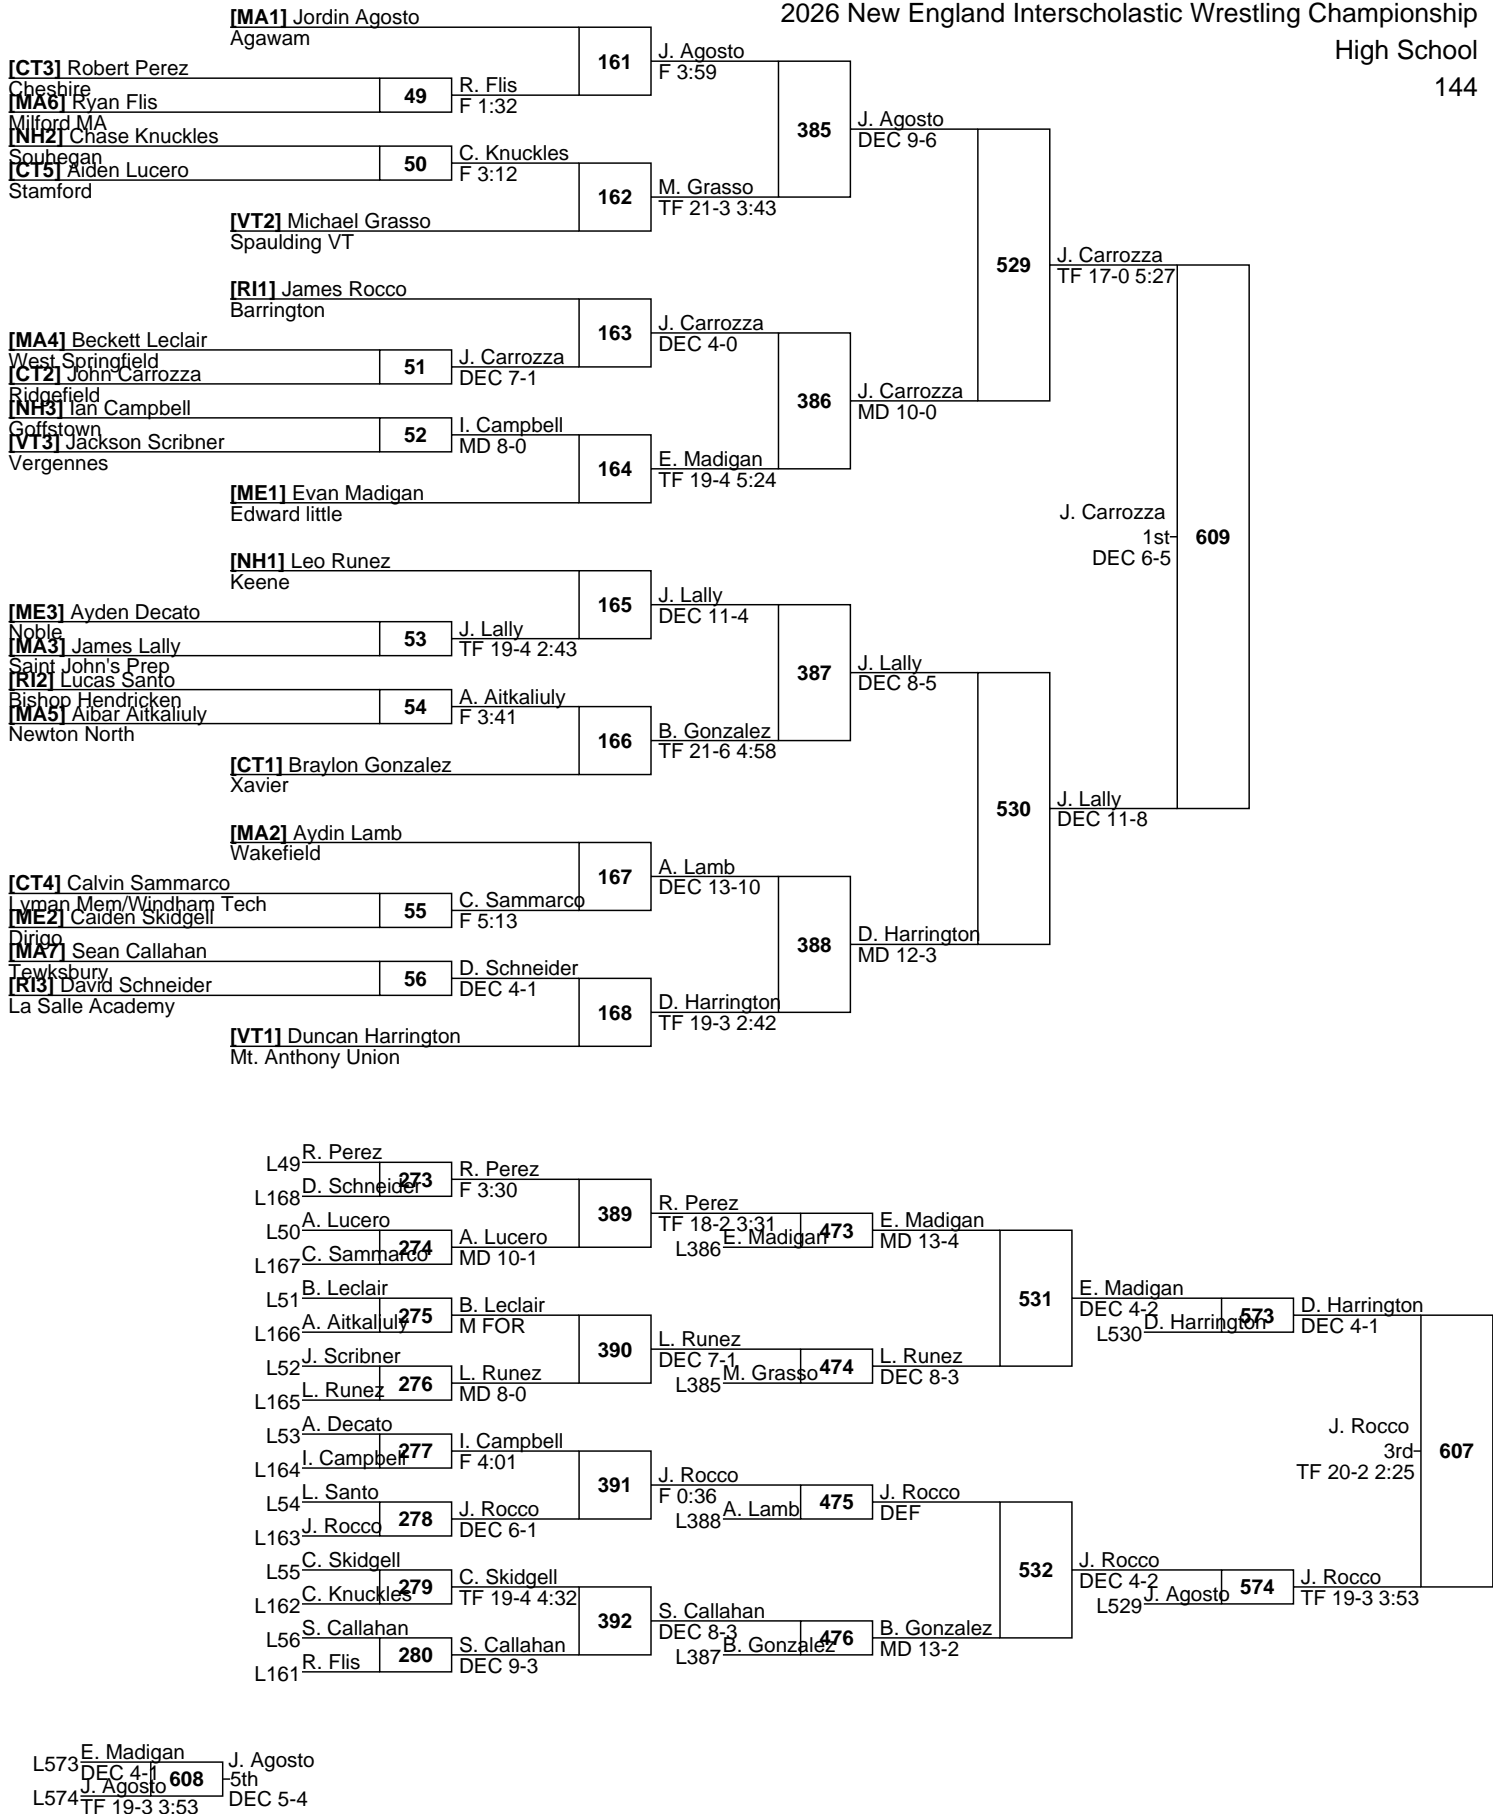 2026 New England Interscholastic Wrestling Championship
High School
144
[MA1] Jordin Agosto
Agawam
161
J. Agosto
F 3:59
[CT3] Robert Perez
Cheshire
49
R. Flis
F 1:32
[MA6] Ryan Flis
Milford MA
385
J. Agosto
DEC 9-6
[NH2] Chase Knuckles
Souhegan
50
C. Knuckles
F 3:12
[CT5] Aiden Lucero
Stamford
162
M. Grasso
TF 21-3 3:43
[VT2] Michael Grasso
Spaulding VT
529
J. Carrozza
TF 17-0 5:27
[RI1] James Rocco
Barrington
163
J. Carrozza
DEC 4-0
[MA4] Beckett Leclair
West Springfield
51
J. Carrozza
DEC 7-1
[CT2] John Carrozza
Ridgefield
386
J. Carrozza
MD 10-0
[NH3] Ian Campbell
Goffstown
52
I. Campbell
MD 8-0
[VT3] Jackson Scribner
Vergennes
164
E. Madigan
TF 19-4 5:24
[ME1] Evan Madigan
Edward little
J. Carrozza
1st
DEC 6-5
609
[NH1] Leo Runez
Keene
165
J. Lally
DEC 11-4
[ME3] Ayden Decato
Noble
53
J. Lally
TF 19-4 2:43
[MA3] James Lally
Saint John's Prep
387
J. Lally
DEC 8-5
[RI2] Lucas Santo
Bishop Hendricken
54
A. Aitkaliuly
F 3:41
[MA5] Aibar Aitkaliuly
Newton North
166
B. Gonzalez
TF 21-6 4:58
[CT1] Braylon Gonzalez
Xavier
530
J. Lally
DEC 11-8
[MA2] Aydin Lamb
Wakefield
167
A. Lamb
DEC 13-10
[CT4] Calvin Sammarco
Lyman Mem/Windham Tech
55
C. Sammarco
F 5:13
[ME2] Caiden Skidgell
Dirigo
388
D. Harrington
MD 12-3
[MA7] Sean Callahan
Tewksbury
56
D. Schneider
DEC 4-1
[RI3] David Schneider
La Salle Academy
168
D. Harrington
TF 19-3 2:42
[VT1] Duncan Harrington
Mt. Anthony Union
L49 R. Perez
273
R. Perez
F 3:30
L168 D. Schneider
389
R. Perez
TF 18-2 3:31
L50 A. Lucero
274
A. Lucero
MD 10-1
L167 C. Sammarco
L386 E. Madigan
473
E. Madigan
MD 13-4
L51 B. Leclair
275
B. Leclair
M FOR
L166 A. Aitkaliuly
531
E. Madigan
DEC 4-2
L530 D. Harrington
573
D. Harrington
DEC 4-1
390
L. Runez
DEC 7-1
L52 J. Scribner
276
L. Runez
MD 8-0
L165 L. Runez
L385 M. Grasso
474
L. Runez
DEC 8-3
L53 A. Decato
277
I. Campbell
F 4:01
L164 I. Campbell
J. Rocco
3rd
TF 20-2 2:25
607
391
J. Rocco
F 0:36
L54 L. Santo
278
J. Rocco
DEC 6-1
L163 J. Rocco
L388 A. Lamb
475
J. Rocco
DEF
L55 C. Skidgell
279
C. Skidgell
TF 19-4 4:32
L162 C. Knuckles
532
J. Rocco
DEC 4-2
L529 J. Agosto
574
J. Rocco
TF 19-3 3:53
392
S. Callahan
DEC 8-3
L56 S. Callahan
280
S. Callahan
DEC 9-3
L161 R. Flis
L387 B. Gonzalez
476
B. Gonzalez
MD 13-2
L573 E. Madigan
DEC 4-1
608
J. Agosto
5th
DEC 5-4
L574 J. Agosto
TF 19-3 3:53